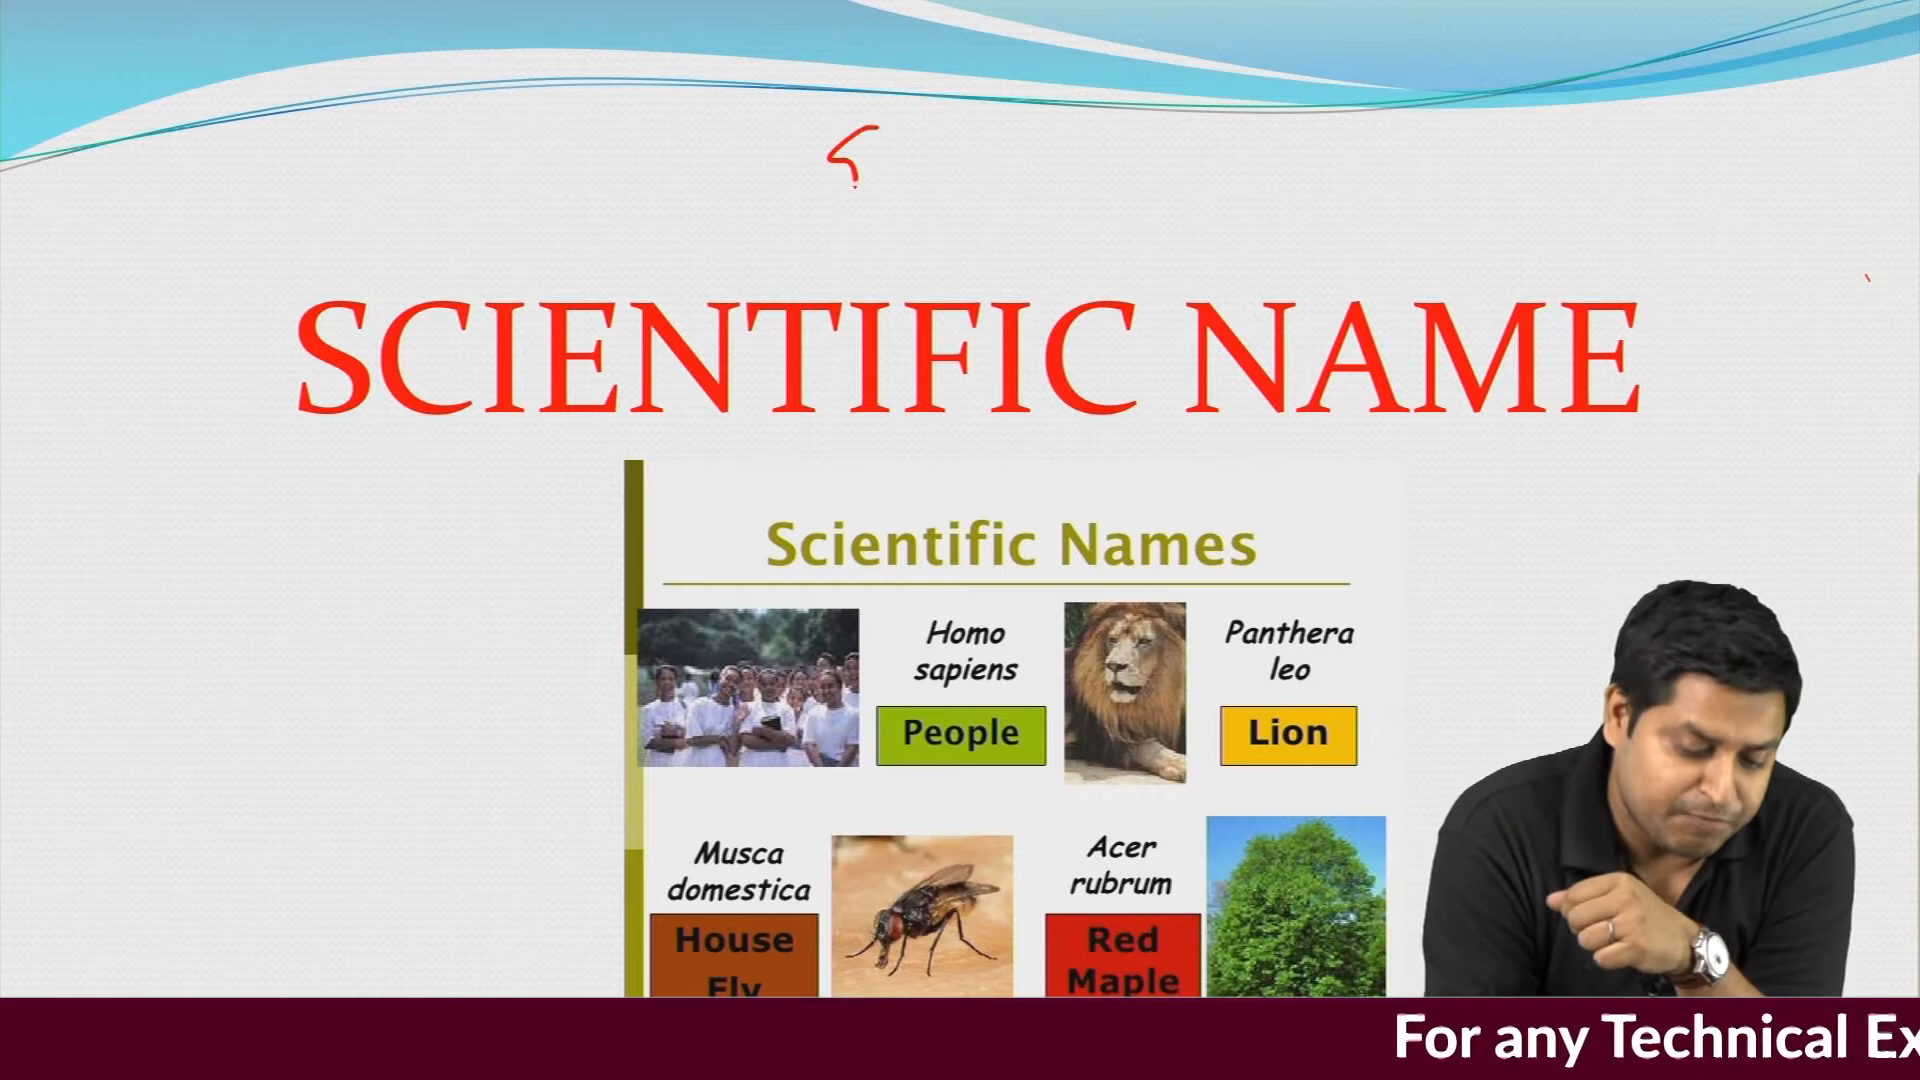 SCIENTIFIC NAME
Scientific Names
Homo
sapiens
People
Panthera
leo
Lion
Musca
domestica
House
Fly
Acer
rubrum
Red
Maple
For any Technical Ex